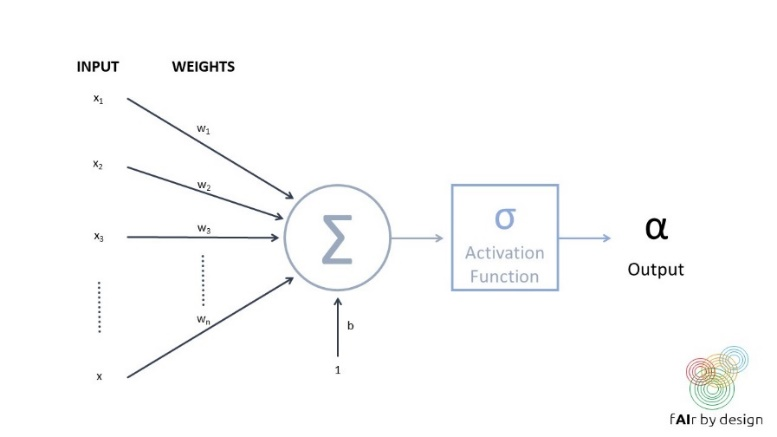 INPUT WEIGHTS
x₁
w₁
x₂
w₂
x₃
w₃
wₙ
x
Σ
b
1
σ
Activation
Function
α
Output
fAIr by design